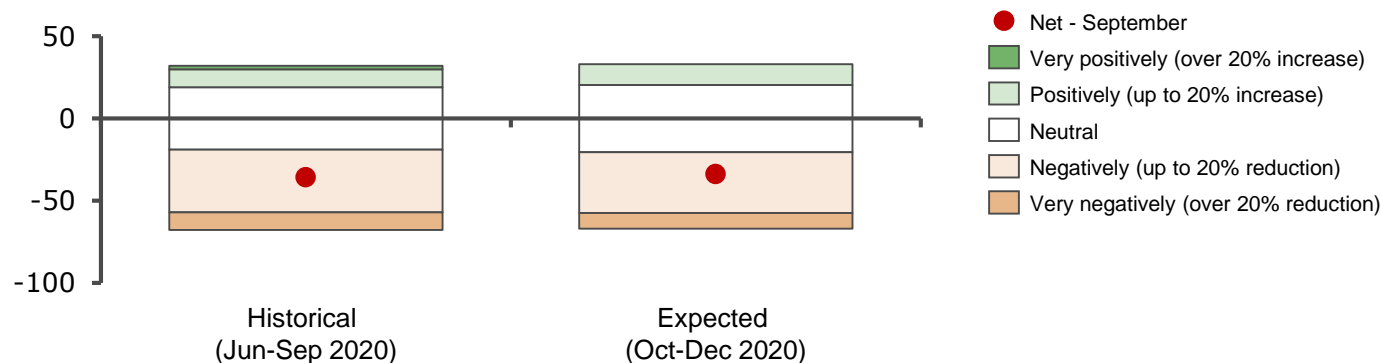 50
0
-50
-100
Historical
(Jun-Sep 2020)
Expected
(Oct-Dec 2020)
Net - September
Very positively (over 20% increase)
Positively (up to 20% increase)
Neutral
Negatively (up to 20% reduction)
Very negatively (over 20% reduction)